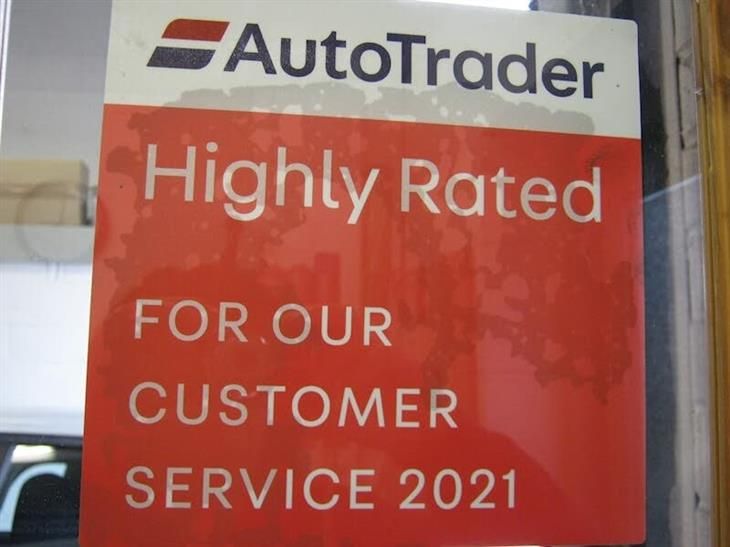 AutoTrader
Highly Rated
FOR OUR
CUSTOMER
SERVICE 2021